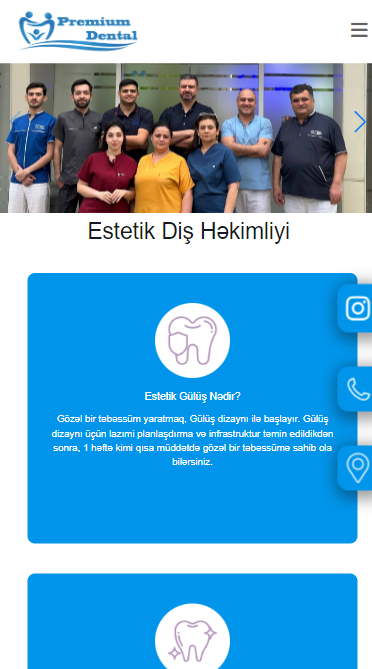 Premium
Dental
Estetik Diş Həkimliyi
Estetik Gülüş Nədir?
Gözəl bir təbəssüm yaratmaq, Gülüş dizaynı ilə başlayır. Gülüş
dizaynı üçün lazımi planlaşdırma və infrastruktur təmin edildikdən
sonra, 1 həftə kimi qısa müddətdə gözəl bir təbəssümə sahib ola
bilərsiniz.